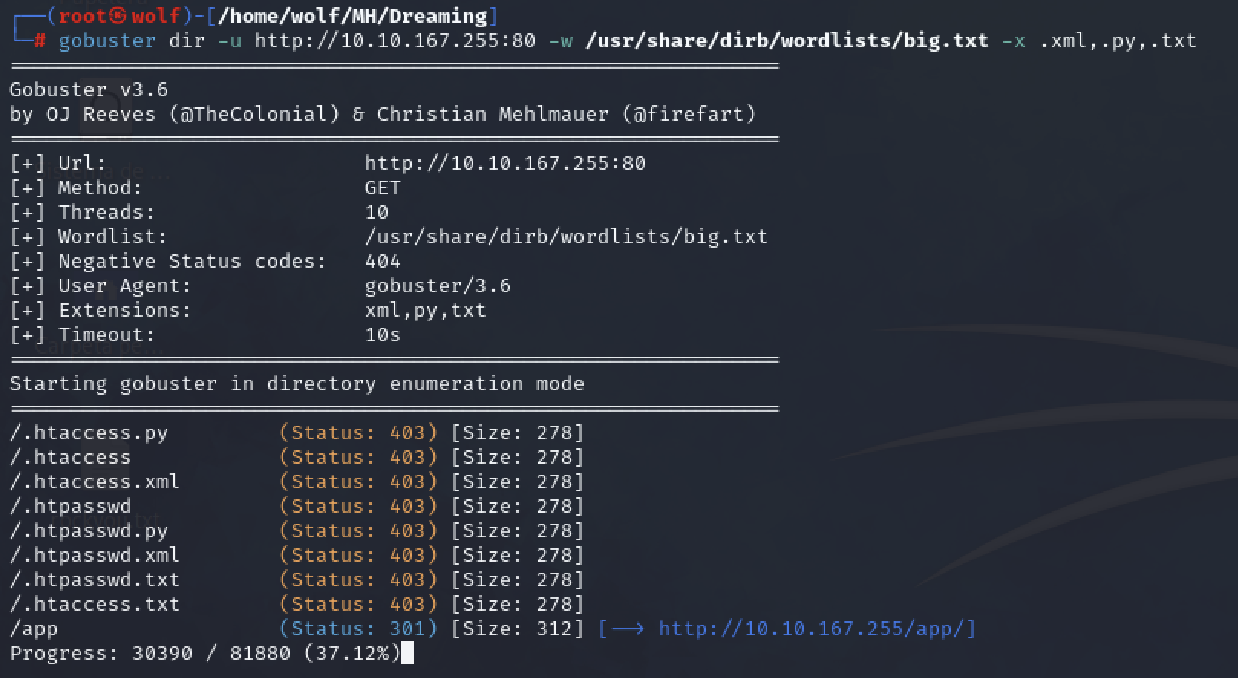 ┌──(root㉿wolf)-[/home/wolf/MH/Dreaming]
└─# gobuster dir -u http://10.10.167.255:80 -w /usr/share/dirb/wordlists/big.txt -x .xml,.py,.txt
===============================================================
Gobuster v3.6
by OJ Reeves (@TheColonial) & Christian Mehlmauer (@firefart)
===============================================================
[+] Url:                     http://10.10.167.255:80
[+] Method:                  GET
[+] Threads:                 10
[+] Wordlist:                /usr/share/dirb/wordlists/big.txt
[+] Negative Status codes:   404
[+] User Agent:              gobuster/3.6
[+] Extensions:              xml,py,txt
[+] Timeout:                 10s
===============================================================
Starting gobuster in directory enumeration mode
===============================================================
/.htaccess.py         (Status: 403) [Size: 278]
/.htaccess            (Status: 403) [Size: 278]
/.htaccess.xml        (Status: 403) [Size: 278]
/.htpasswd            (Status: 403) [Size: 278]
/.htpasswd.py         (Status: 403) [Size: 278]
/.htpasswd.xml        (Status: 403) [Size: 278]
/.htpasswd.txt        (Status: 403) [Size: 278]
/.htaccess.txt        (Status: 403) [Size: 278]
/app                  (Status: 301) [Size: 312] [--> http://10.10.167.255/app/]
Progress: 30390 / 81880 (37.12%)